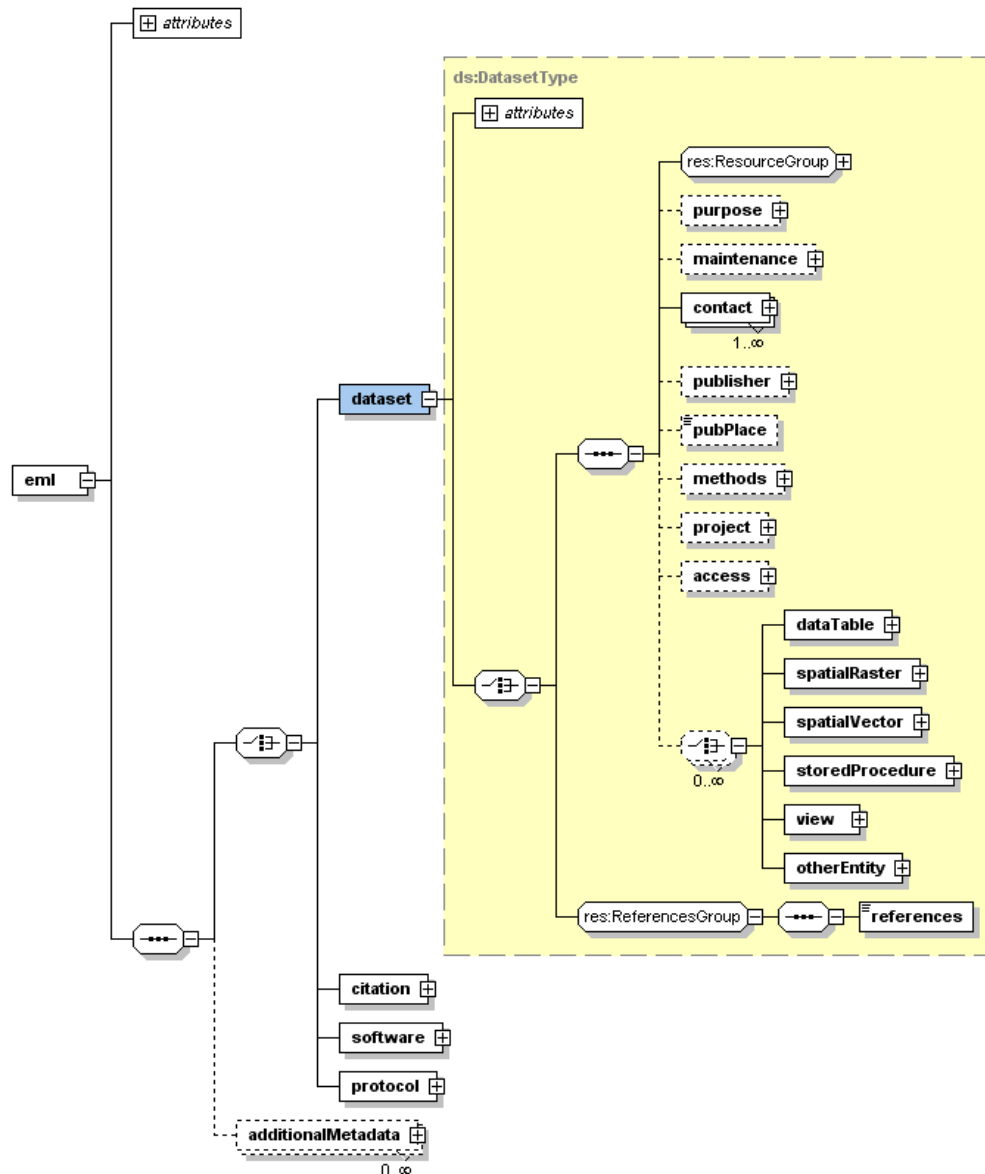 attributes
ds:DatasetType
attributes
res:ResourceGroup
purpose
maintenance
contact
1..∞
dataset
publisher
pubPlace
eml
methods
project
access
dataTable
spatialRaster
spatialVector
0..∞
storedProcedure
view
otherEntity
res:ReferencesGroup
references
citation
software
protocol
additionalMetadata
0..∞